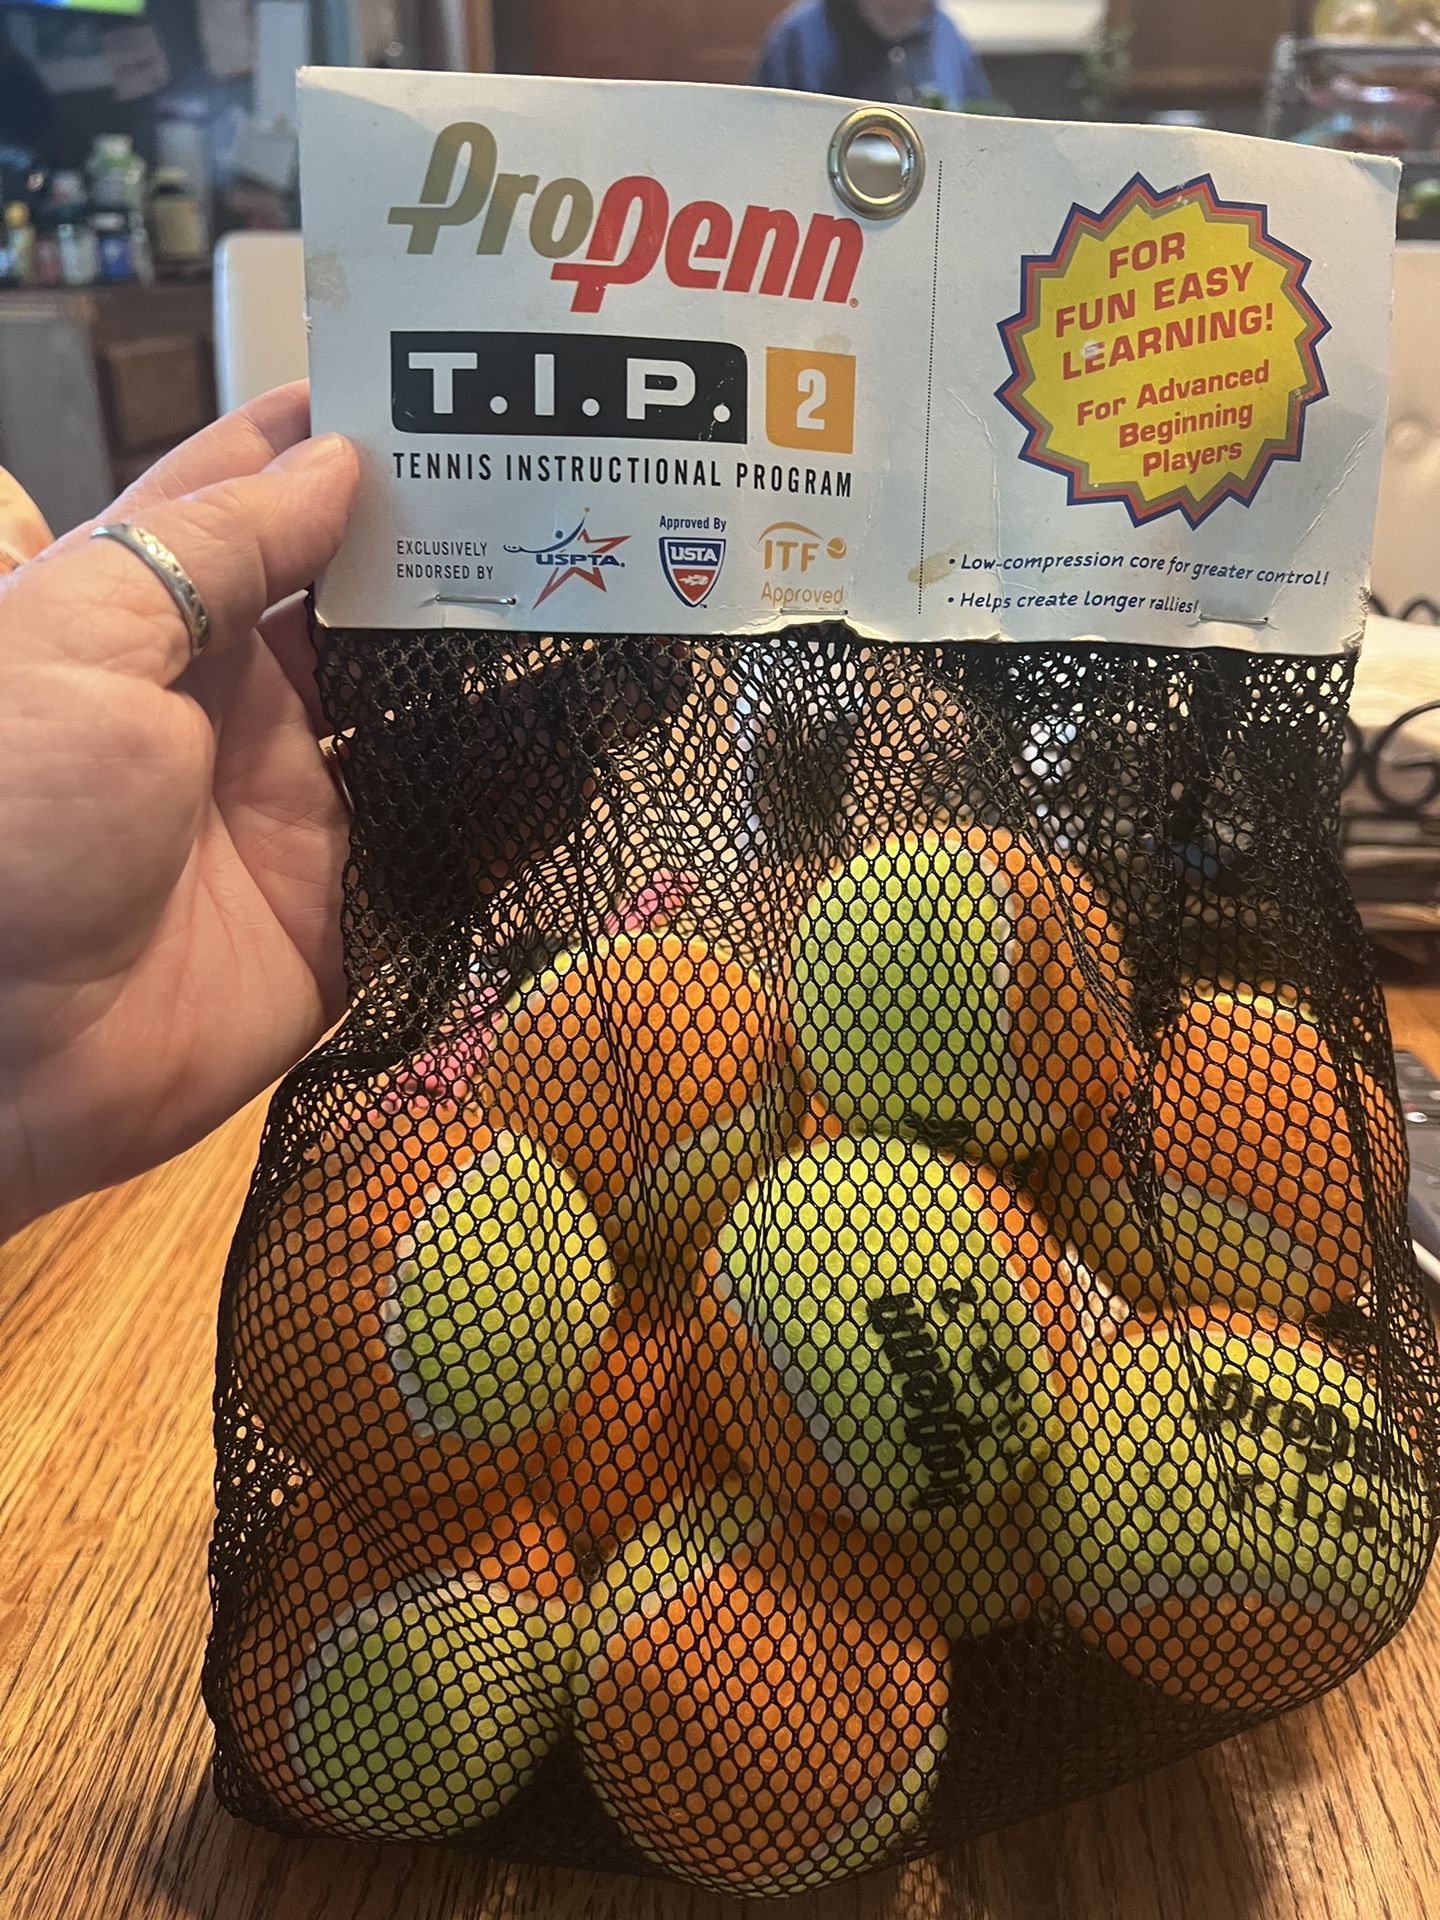 ProPenn®
T.I.P. 2
TENNIS INSTRUCTIONAL PROGRAM
EXCLUSIVELY
ENDORSED BY
USPTA®
Approved By
USTA™
ITF
Approved
FOR
FUN EASY
LEARNING!
For Advanced
Beginning
Players
• Low-compression core for greater control!
• Helps create longer rallies!